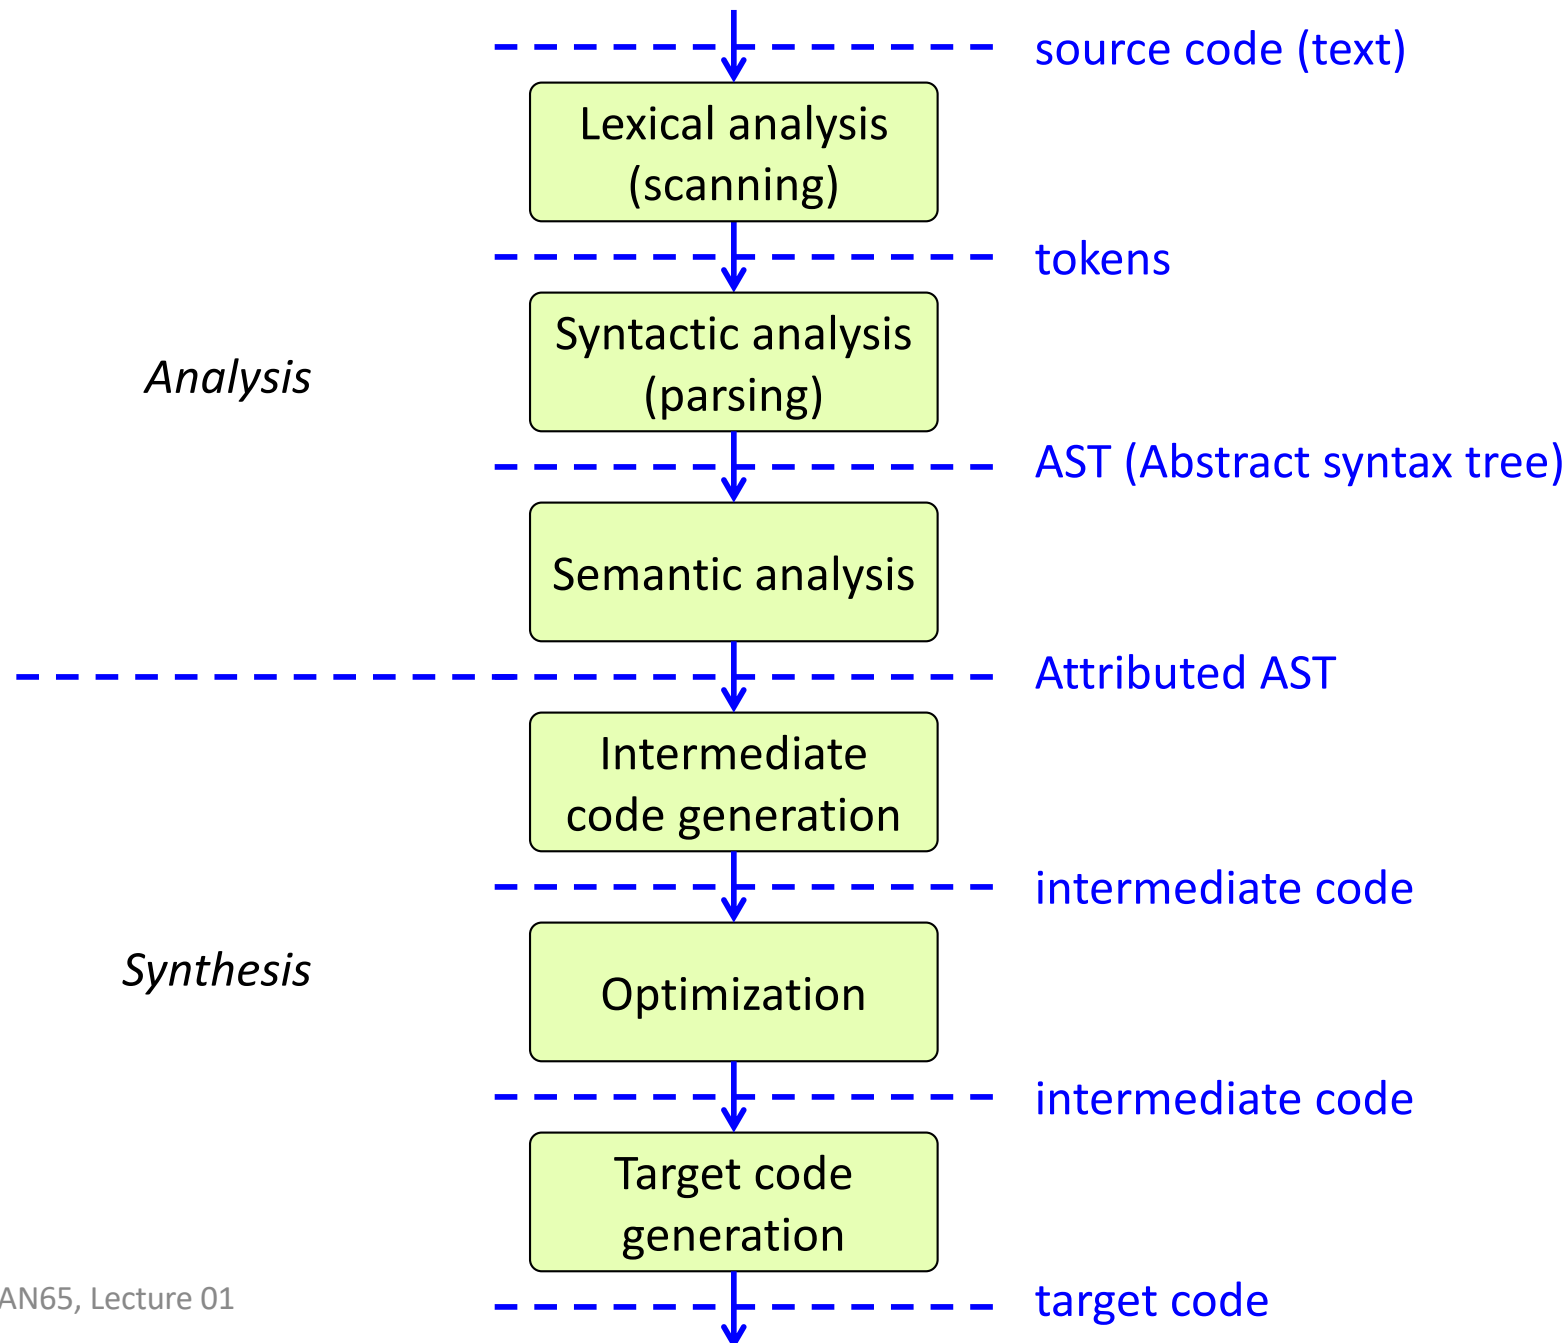 source code (text)
Lexical analysis
(scanning)
tokens
Syntactic analysis
(parsing)
Analysis
AST (Abstract syntax tree)
Semantic analysis
Attributed AST
Intermediate
code generation
intermediate code
Synthesis
Optimization
intermediate code
Target code
generation
AN65, Lecture 01
target code